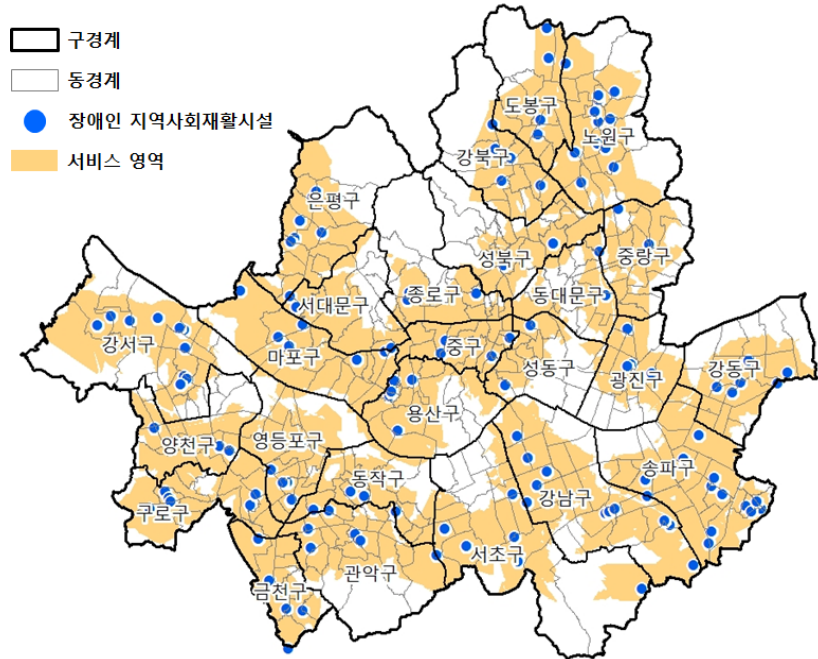 구경계
동경계
장애인 지역사회재활시설
서비스 영역
도봉구
노원구
강북구
은평구
성북구
중랑구
종로구
서대문구
동대문구
강서구
마포구
중구
성동구
광진구
강동구
용산구
양천구
영등포구
동작구
송파구
강남구
구로구
서초구
관악구
금천구